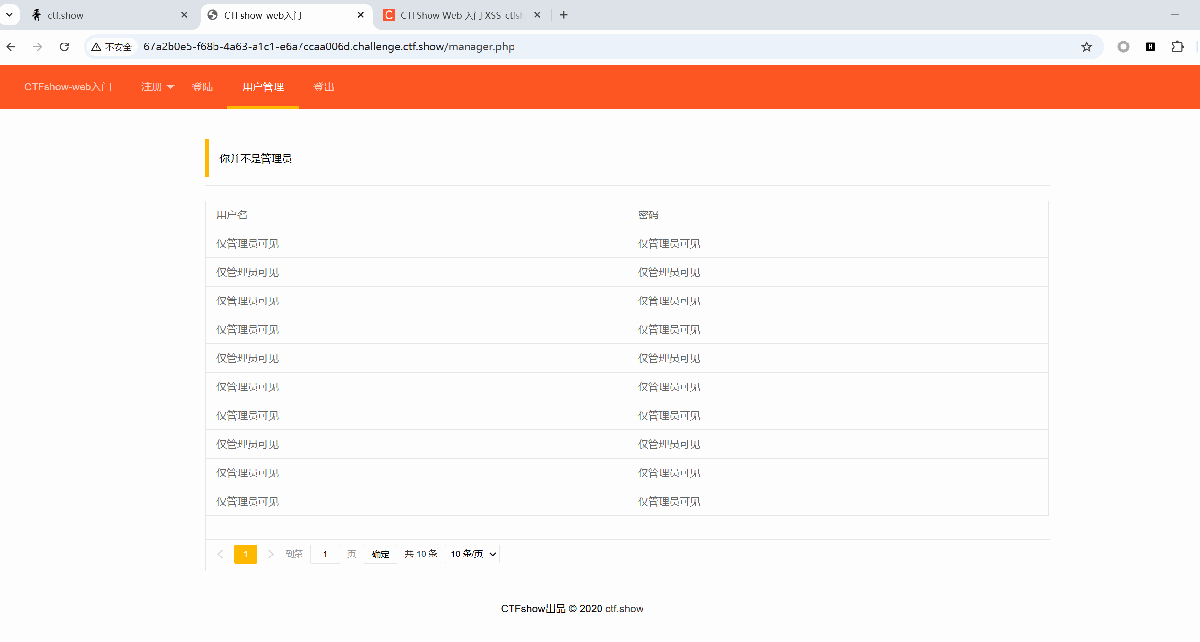 ctf.show
CTFshow-web入门
CTFShow Web 入门 XSS_ctfsh
不安全
67a2b0e5-f68b-4a63-a1c1-e6a7ccaa006d.challenge.ctf.show/manager.php
CTFshow-web入门 注册 登陆 用户管理 登出
你并不是管理员
用户名 密码
仅管理员可见 仅管理员可见
仅管理员可见 仅管理员可见
仅管理员可见 仅管理员可见
仅管理员可见 仅管理员可见
仅管理员可见 仅管理员可见
仅管理员可见 仅管理员可见
仅管理员可见 仅管理员可见
仅管理员可见 仅管理员可见
仅管理员可见 仅管理员可见
仅管理员可见 仅管理员可见
1 到第 1 页 确定 共 10 条 10 条/页
CTFshow出品 © 2020 ctf.show